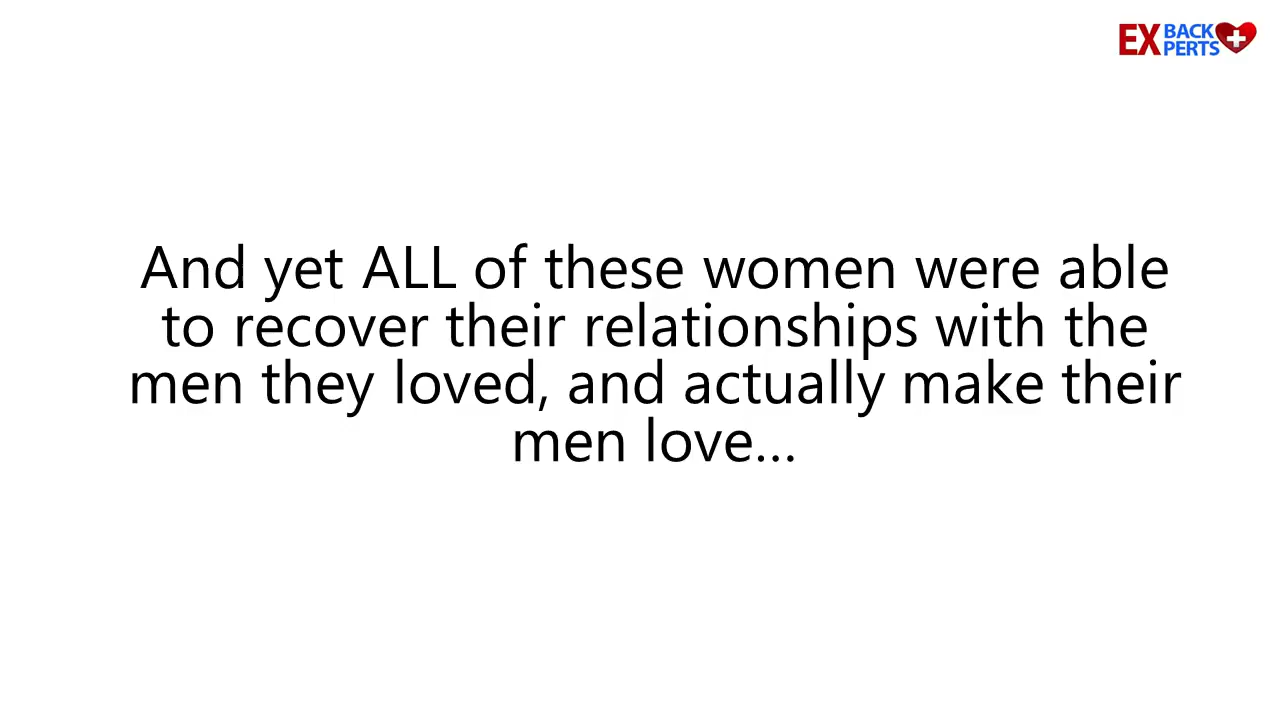 EX BACK
PERTS
And yet ALL of these women were able
to recover their relationships with the
men they loved, and actually make their
men love...